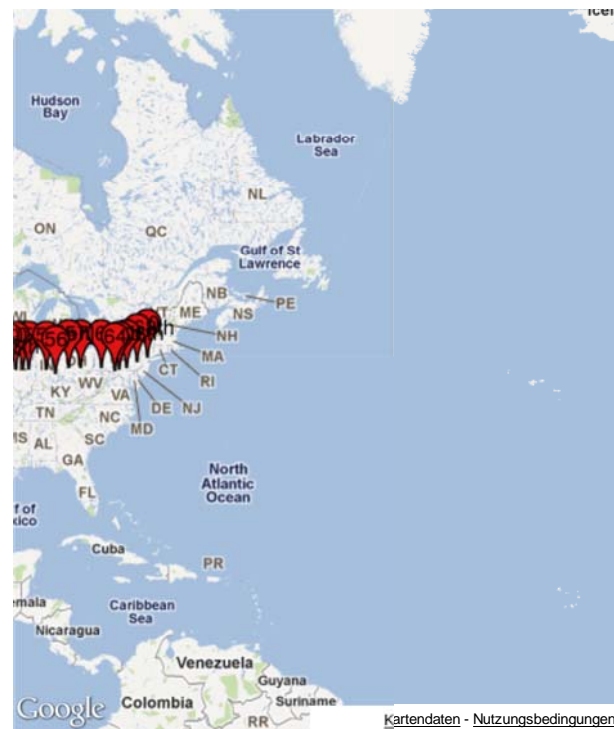 Hudson
Bay
Labrador
Sea
NL
ON
QC
Gulf of St
Lawrence
NB
PE
ME
NS
NH
MA
56
64
CT
RI
KY
WV
VA
DE
NJ
TN
NC
MD
AL
SC
GA
North
Atlantic
Ocean
FL
Cuba
PR
Caribbean
Sea
Nicaragua
Venezuela
Guyana
Google
Colombia
Suriname
RR
Kartendaten - Nutzungsbedingungen